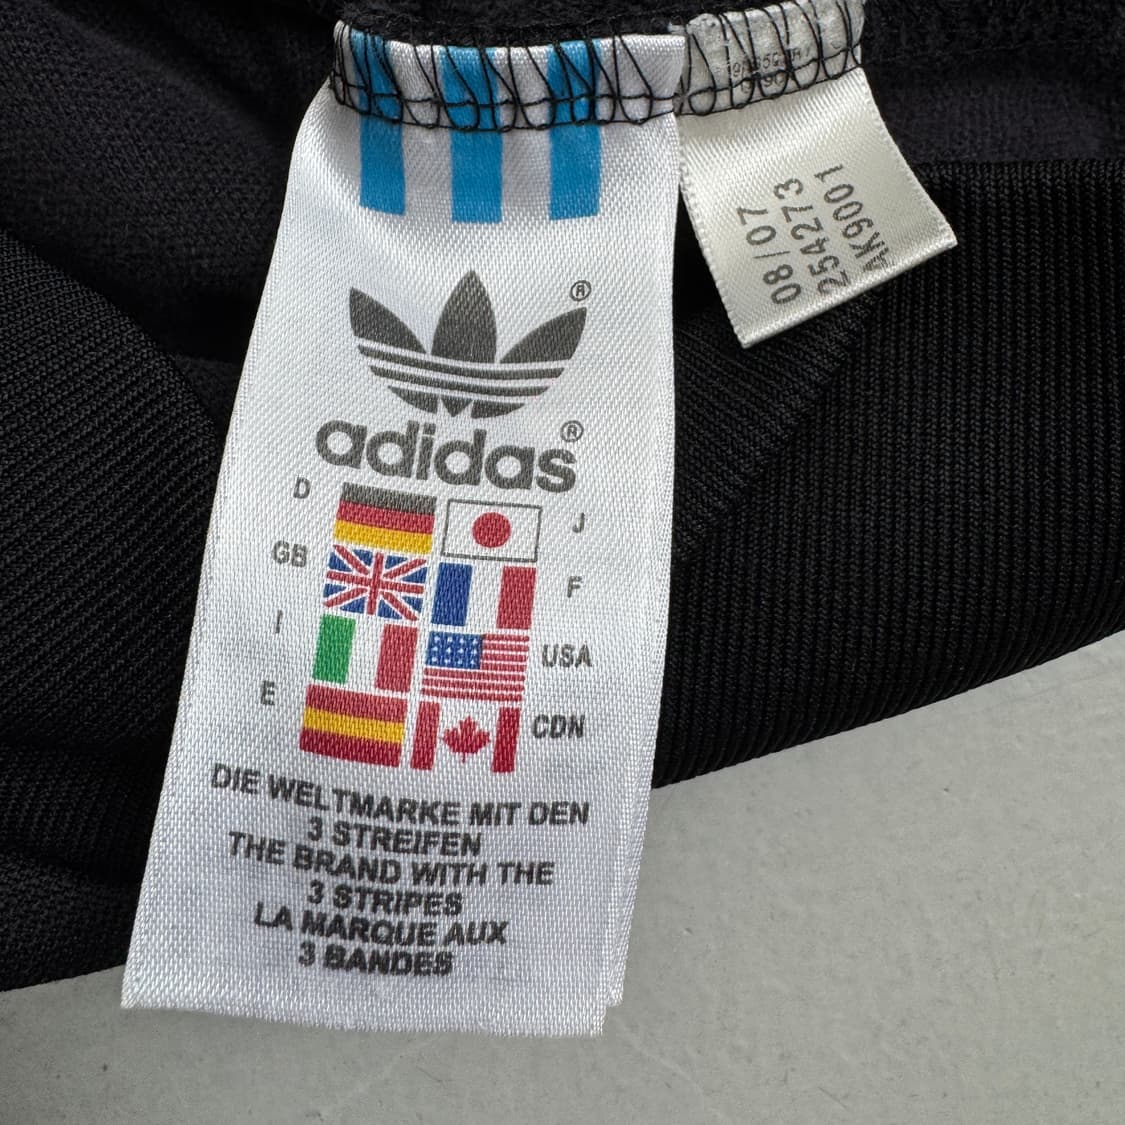 08/07
254273
AK9001
®
adidas®
D
J
GB
F
I
USA
E
CDN
DIE WELTMARKE MIT DEN
3 STREIFEN
THE BRAND WITH THE
3 STRIPES
LA MARQUE AUX
3 BANDES